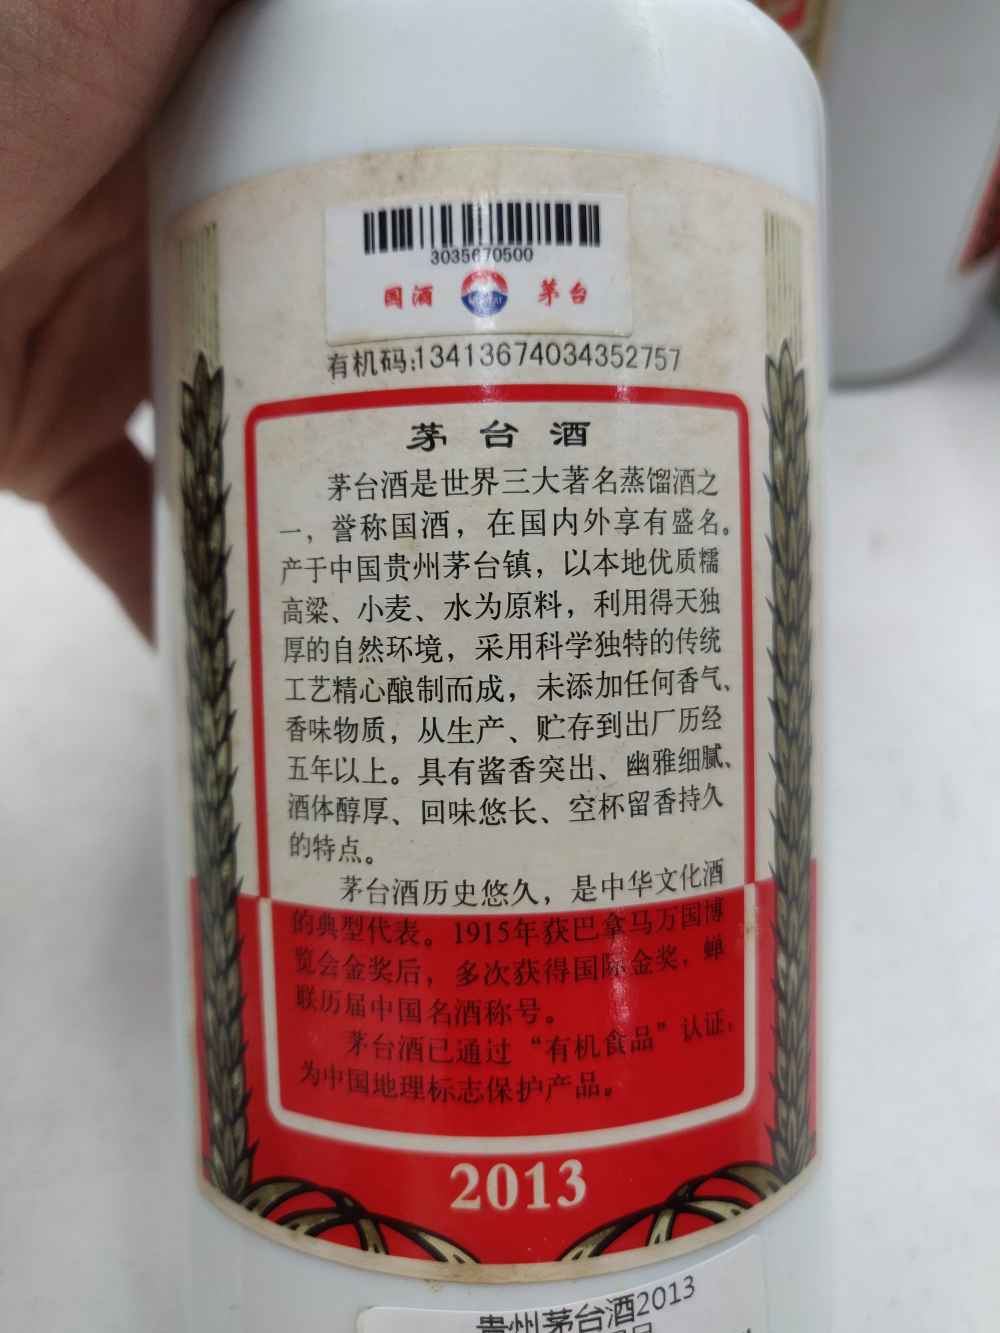 3035670500
国酒 茅台
有机码:13413674034352757
茅台酒
茅台酒是世界三大著名蒸馏酒之
一，誉称国酒，在国内外享有盛名。
产于中国贵州茅台镇，以本地优质糯
高粱、小麦、水为原料，利用得天独
厚的自然环境，采用科学独特的传统
工艺精心酿制而成，未添加任何香气、
香味物质，从生产、贮存到出厂历经
五年以上。具有酱香突出、幽雅细腻、
酒体醇厚、回味悠长、空杯留香持久
的特点。
茅台酒历史悠久，是中华文化酒
的典型代表。1915年获巴拿马万国博
览会金奖后，多次获得国际金奖，蝉
联历届中国名酒称号。
茅台酒已通过“有机食品”认证，
为中国地理标志保护产品。
2013
贵州茅台酒2013